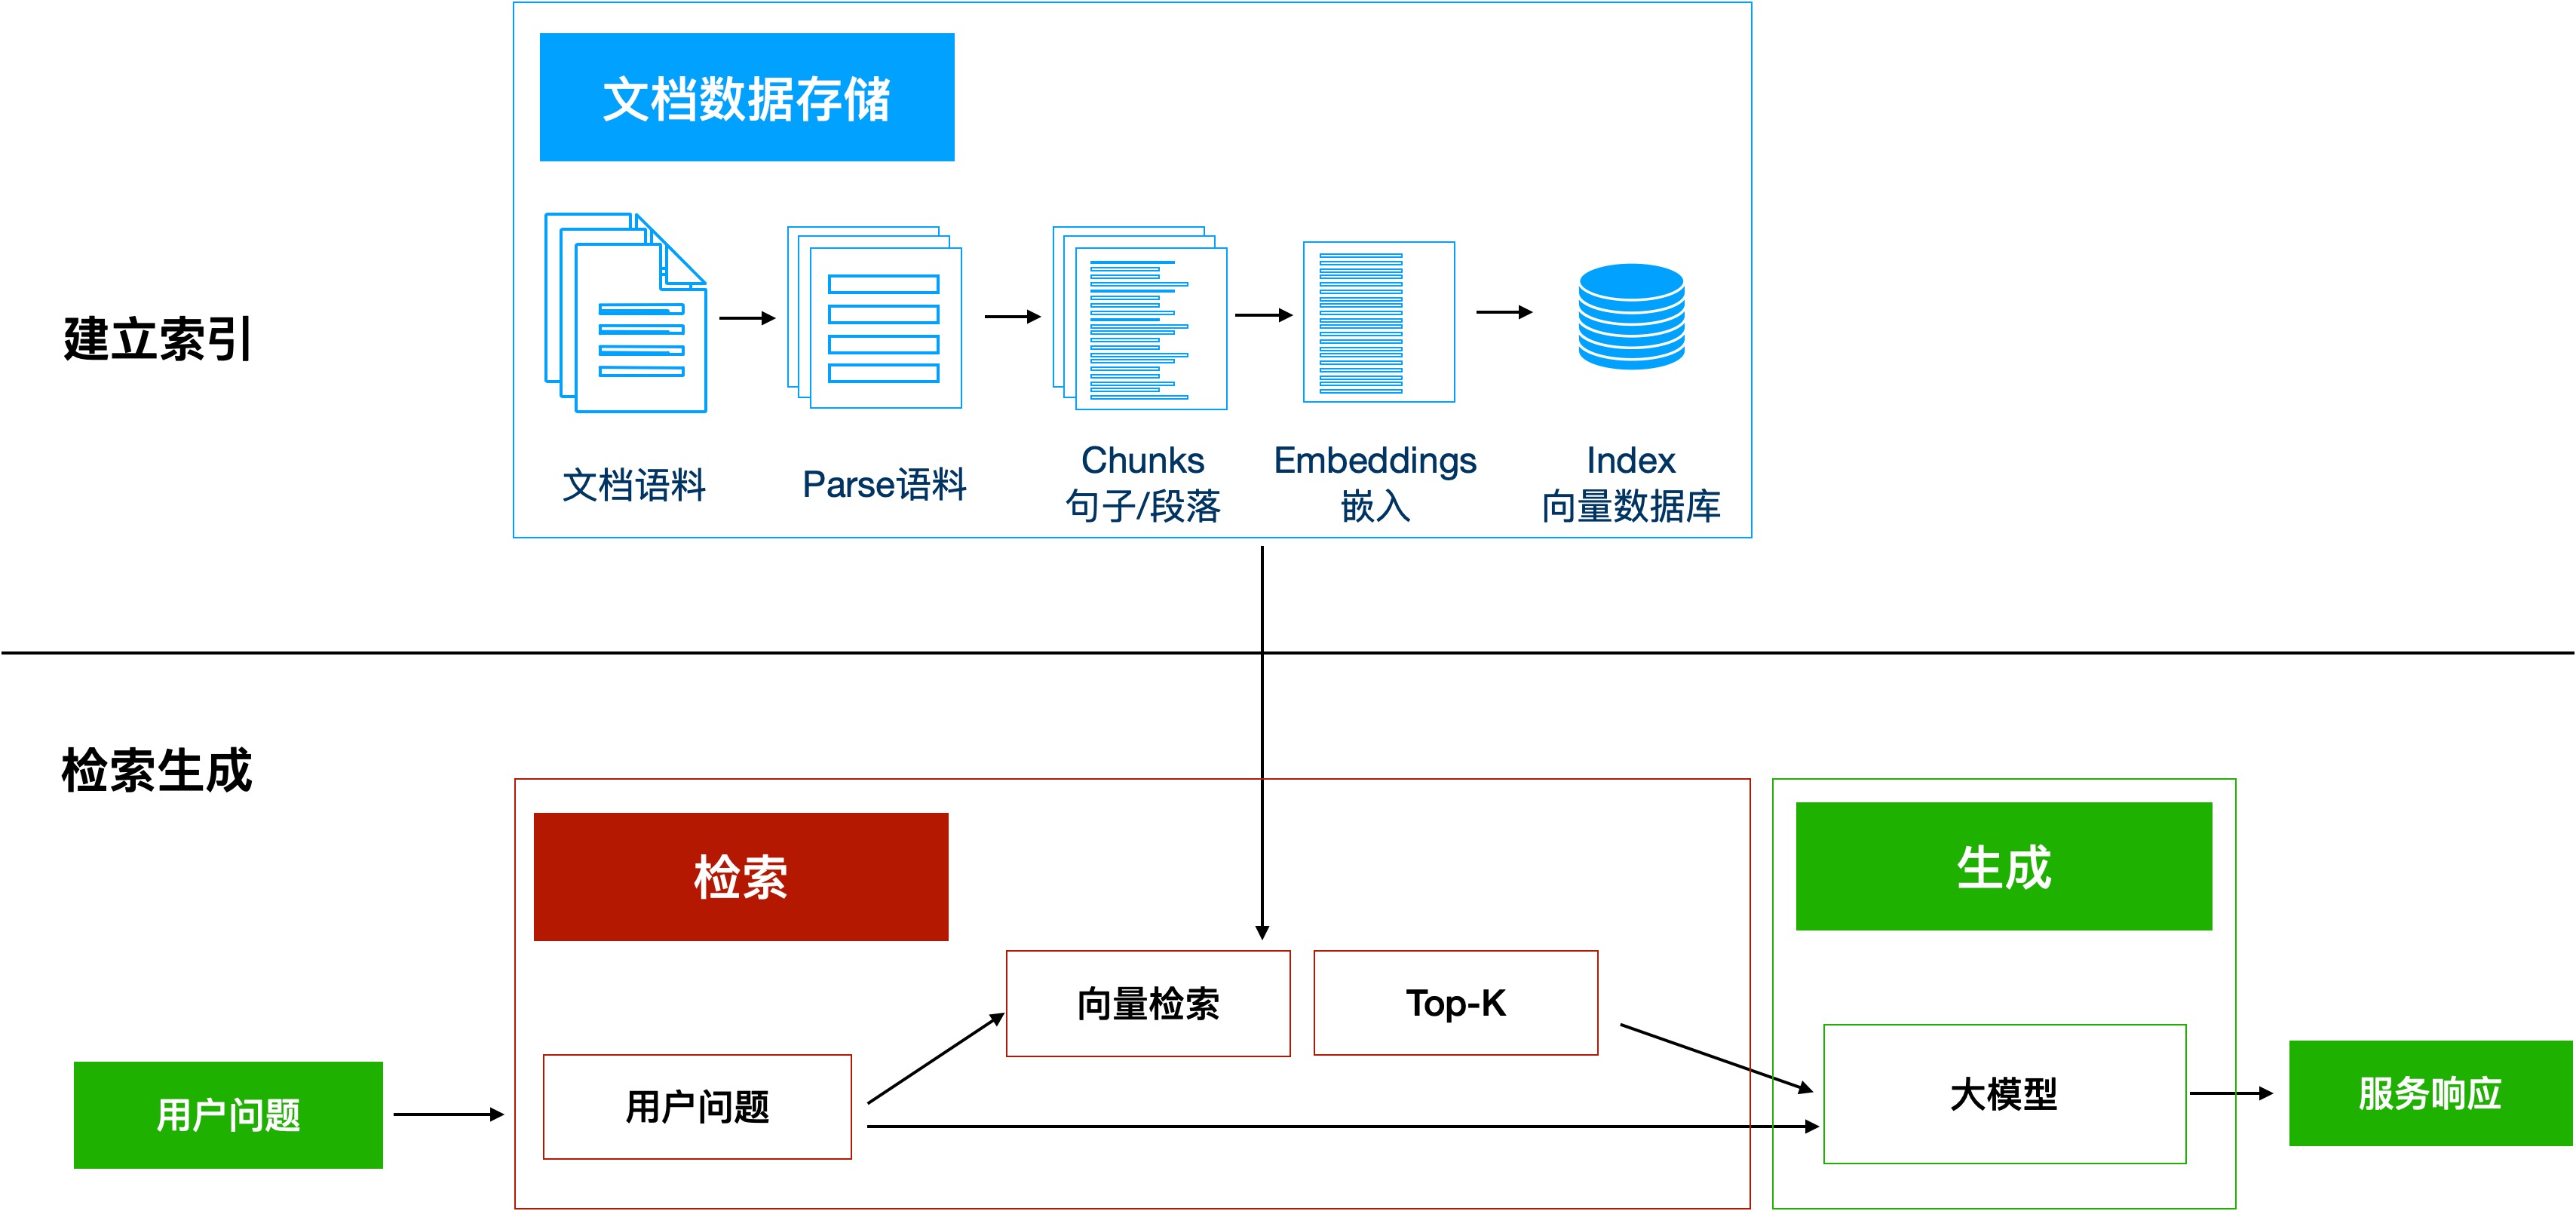 文档数据存储
建立索引
文档语料
Parse语料
Chunks
句子/段落
Embeddings
嵌入
Index
向量数据库
检索生成
检索
生成
向量检索
Top-K
用户问题
用户问题
大模型
服务响应